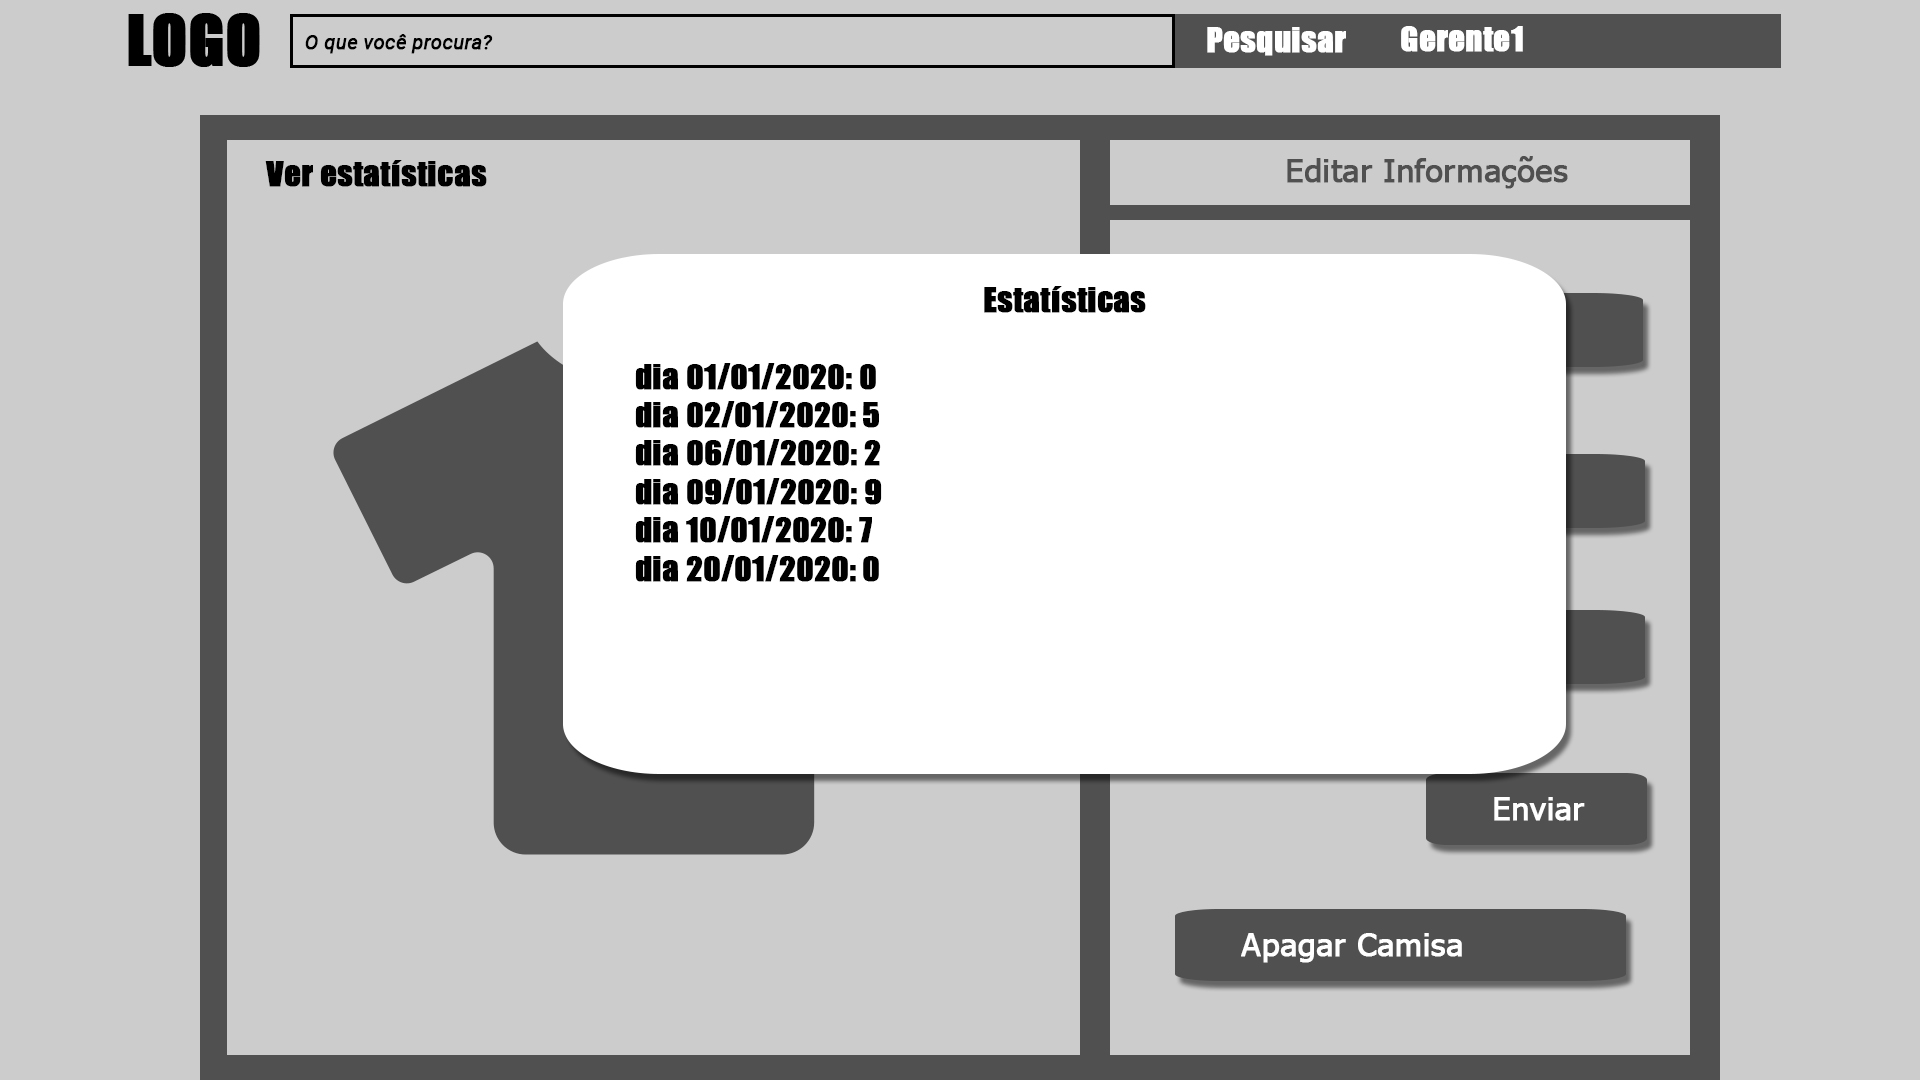 LOGO
O que você procura?
Pesquisar
Gerente1
Ver estatísticas
Editar Informações
Estatísticas
dia 01/01/2020: 0
dia 02/01/2020: 5
dia 06/01/2020: 2
dia 09/01/2020: 9
dia 10/01/2020: 7
dia 20/01/2020: 0
Enviar
Apagar Camisa